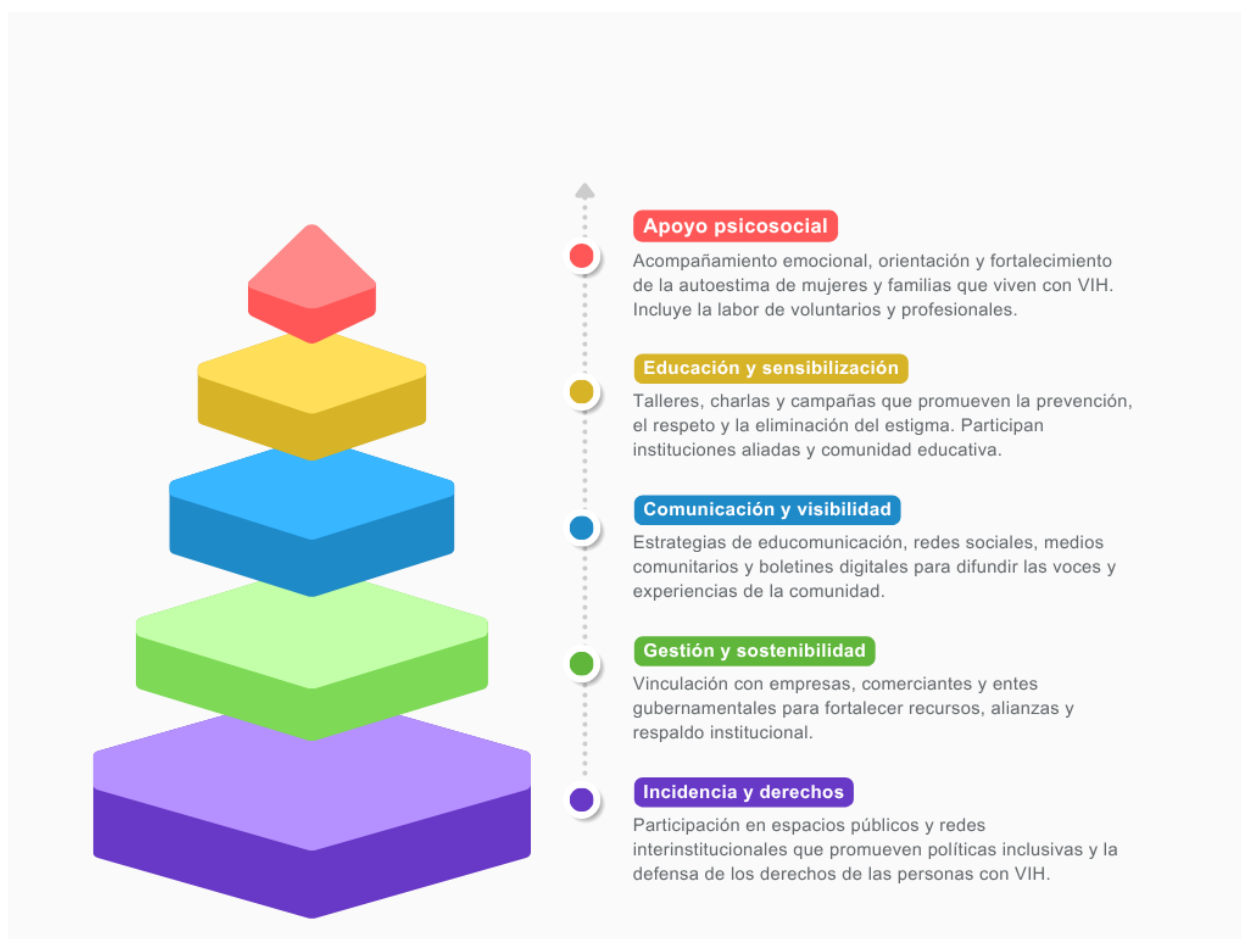 Apoyo psicosocial
Acompañamiento emocional, orientación y fortalecimiento
de la autoestima de mujeres y familias que viven con VIH.
Incluye la labor de voluntarios y profesionales.
Educación y sensibilización
Talleres, charlas y campañas que promueven la prevención,
el respeto y la eliminación del estigma. Participan
instituciones aliadas y comunidad educativa.
Comunicación y visibilidad
Estrategias de educomunicación, redes sociales, medios
comunitarios y boletines digitales para difundir las voces y
experiencias de la comunidad.
Gestión y sostenibilidad
Vinculación con empresas, comerciantes y entes
gubernamentales para fortalecer recursos, alianzas y
respaldo institucional.
Incidencia y derechos
Participación en espacios públicos y redes
interinstitucionales que promueven políticas inclusivas y la
defensa de los derechos de las personas con VIH.